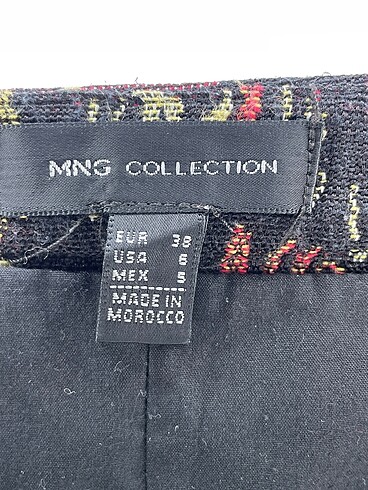 MNG COLLECTION
EUR 38
USA 6
MEX 5
MADE IN
MOROCCO